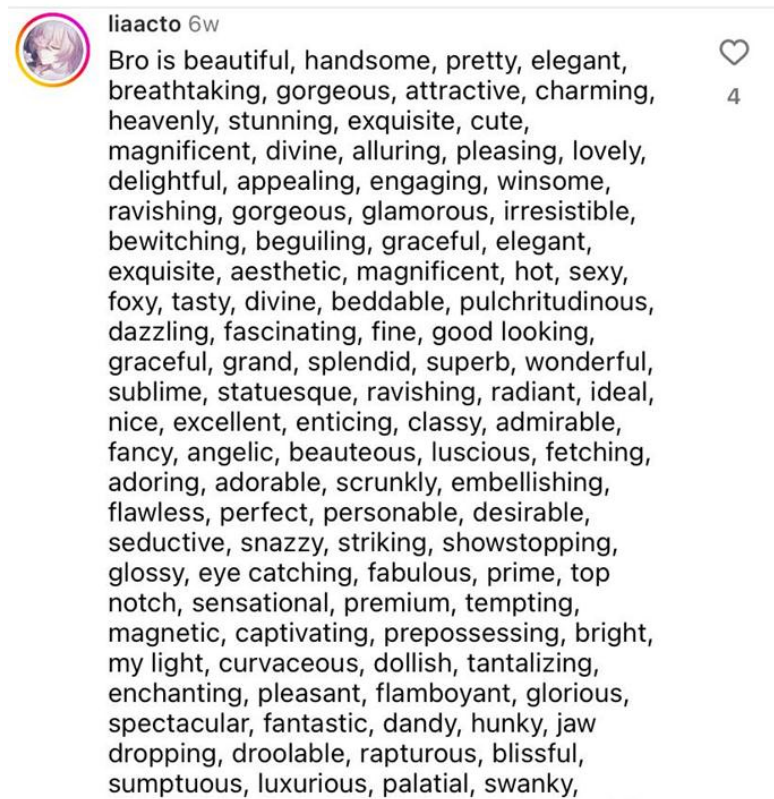 liaacto 6w
Bro is beautiful, handsome, pretty, elegant,
breathtaking, gorgeous, attractive, charming,
heavenly, stunning, exquisite, cute,
magnificent, divine, alluring, pleasing, lovely,
delightful, appealing, engaging, winsome,
ravishing, gorgeous, glamorous, irresistible,
bewitching, beguiling, graceful, elegant,
exquisite, aesthetic, magnificent, hot, sexy,
foxy, tasty, divine, beddable, pulchritudinous,
dazzling, fascinating, fine, good looking,
graceful, grand, splendid, superb, wonderful,
sublime, statuesque, ravishing, radiant, ideal,
nice, excellent, enticing, classy, admirable,
fancy, angelic, beauteous, luscious, fetching,
adoring, adorable, scrunkly, embellishing,
flawless, perfect, personable, desirable,
seductive, snazzy, striking, showstopping,
glossy, eye catching, fabulous, prime, top
notch, sensational, premium, tempting,
magnetic, captivating, prepossessing, bright,
my light, curvaceous, dollish, tantalizing,
enchanting, pleasant, flamboyant, glorious,
spectacular, fantastic, dandy, hunky, jaw
dropping, droolable, rapturous, blissful,
sumptuous, luxurious, palatial, swanky,
4